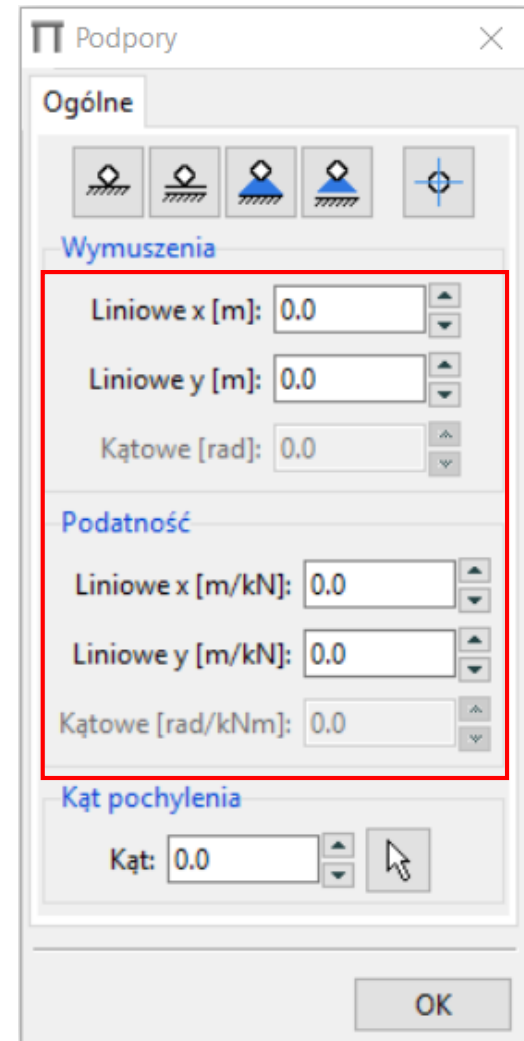 Podpory
Ogólne
Wymuszenia
Liniowe x [m]: 0.0
Liniowe y [m]: 0.0
Kątowe [rad]: 0.0
Podatność
Liniowe x [m/kN]: 0.0
Liniowe y [m/kN]: 0.0
Kątowe [rad/kNm]: 0.0
Kąt pochylenia
Kąt: 0.0
OK